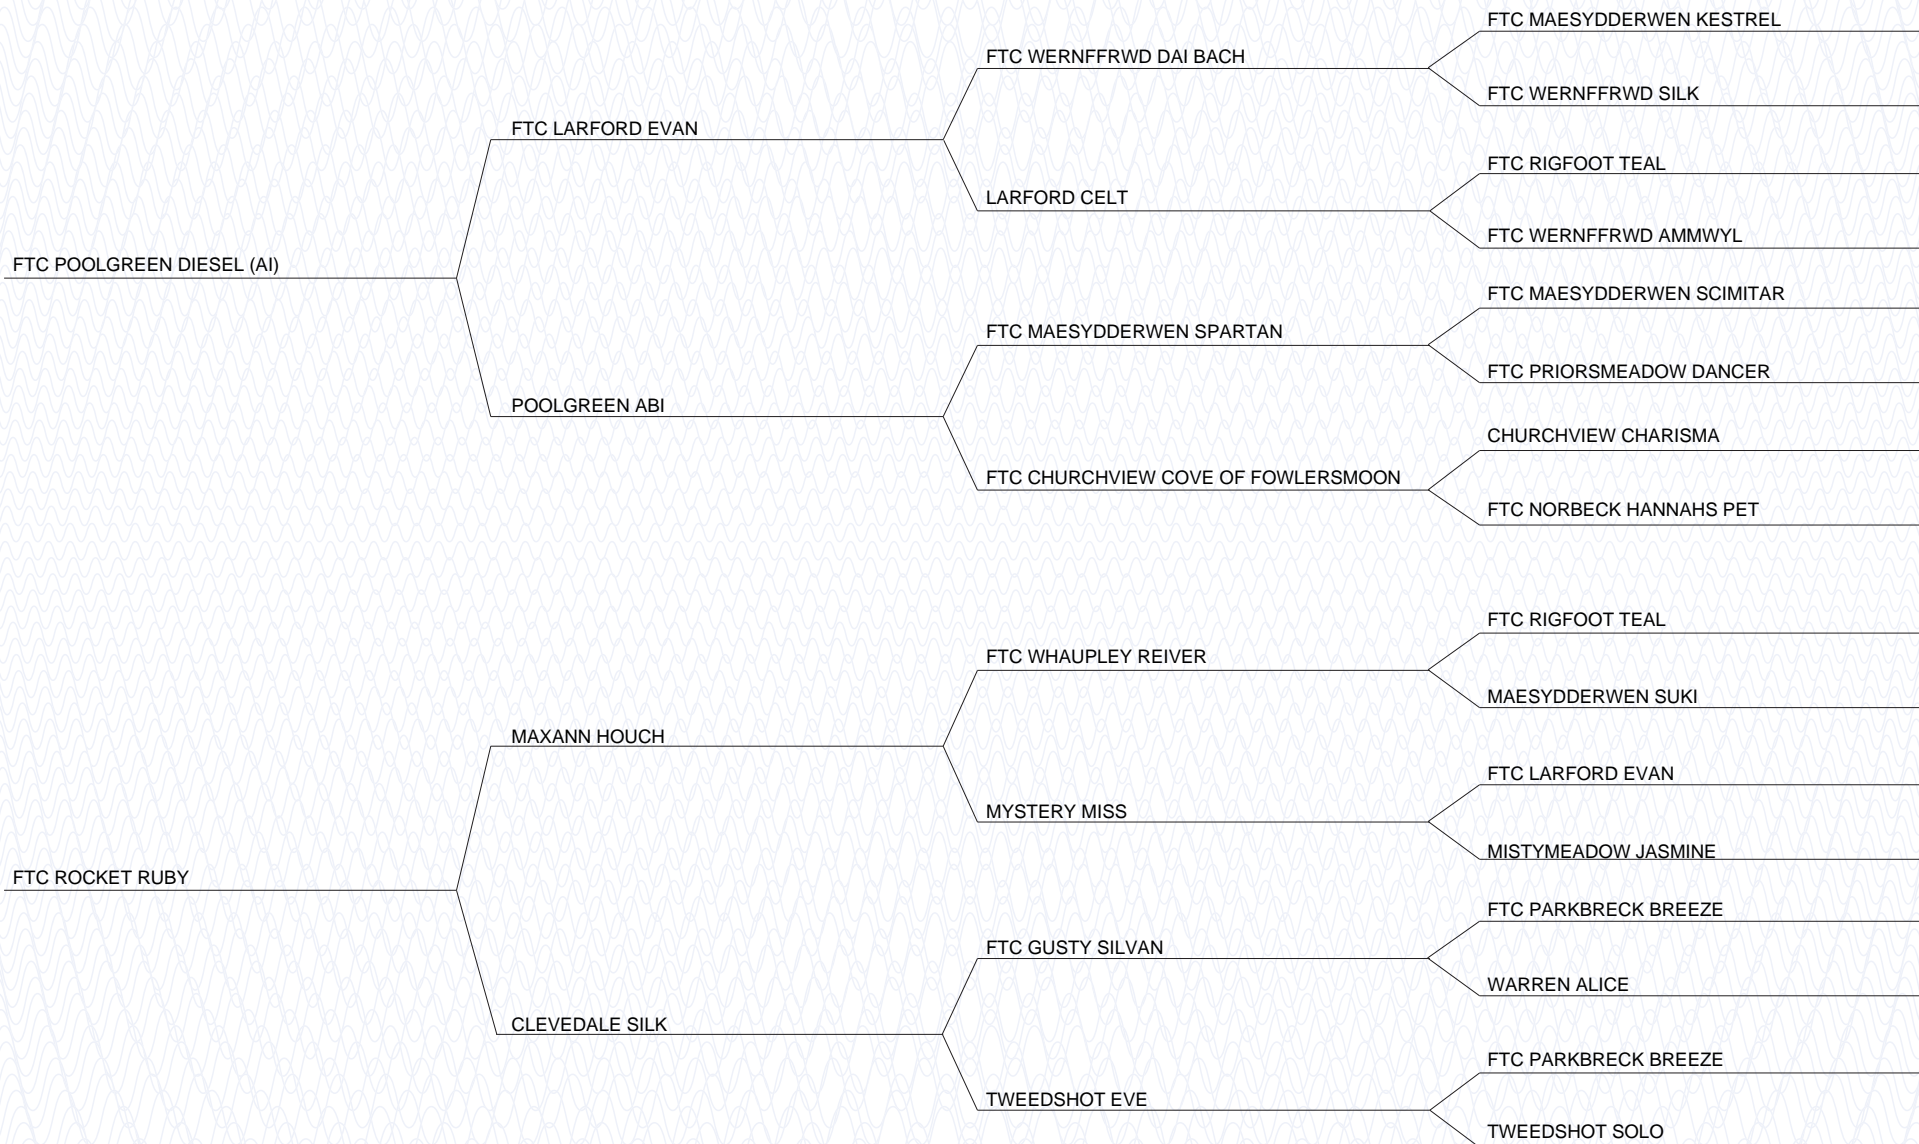 FTC MAESYDDERWEN KESTREL
FTC WERNFFRWD DAI BACH
FTC WERNFFRWD SILK
FTC LARFORD EVAN
FTC RIGFOOT TEAL
LARFORD CELT
FTC WERNFFRWD AMMWYL
FTC POOLGREEN DIESEL (AI)
FTC MAESYDDERWEN SCIMITAR
FTC MAESYDDERWEN SPARTAN
FTC PRIORSMEADOW DANCER
POOLGREEN ABI
CHURCHVIEW CHARISMA
FTC CHURCHVIEW COVE OF FOWLERSMOON
FTC NORBECK HANNAHS PET
FTC RIGFOOT TEAL
FTC WHAUPLEY REIVER
MAESYDDERWEN SUKI
MAXANN HOUCH
FTC LARFORD EVAN
MYSTERY MISS
MISTYMEADOW JASMINE
FTC ROCKET RUBY
FTC PARKBRECK BREEZE
FTC GUSTY SILVAN
WARREN ALICE
CLEVEDALE SILK
FTC PARKBRECK BREEZE
TWEEDSHOT EVE
TWEEDSHOT SOLO